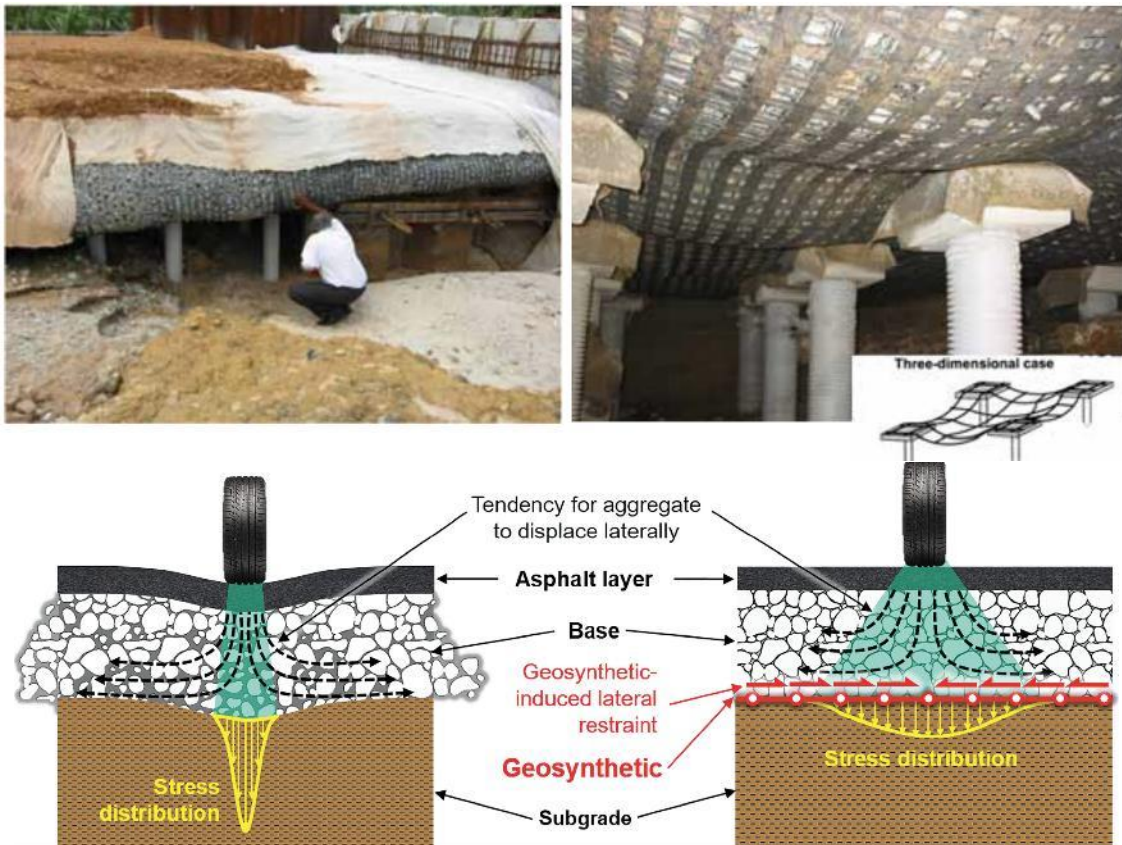 Three-dimensional case
Tendency for aggregate
to displace laterally
Asphalt layer
Base
Geosynthetic-
induced lateral
restraint
Geosynthetic
Stress
distribution
Stress distribution
Subgrade